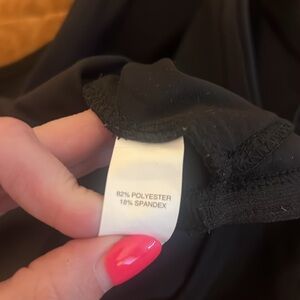 82% POLYESTER
18% SPANDEX